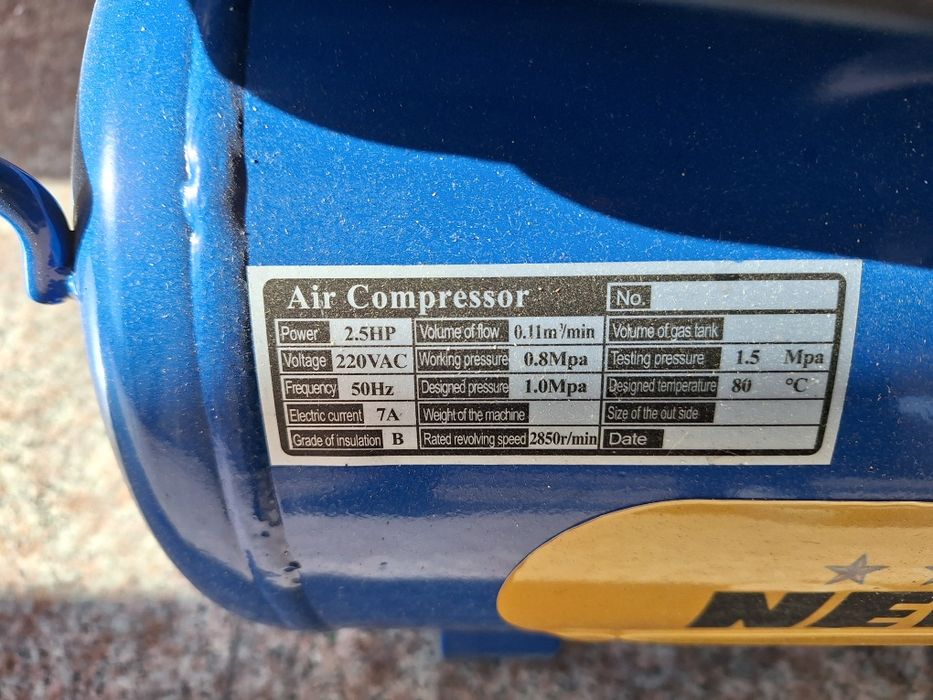 Air Compressor No.
Power 2.5HP Volume of flow 0.11m³/min Volume of gas tank
Voltage 220VAC Working pressure 0.8Mpa Testing pressure 1.5 Mpa
Frequency 50Hz Designed pressure 1.0Mpa Designed temperature 80 °C
Electric current 7A Weight of the machine Size of the out side
Grade of insulation B Rated revolving speed 2850r/min Date